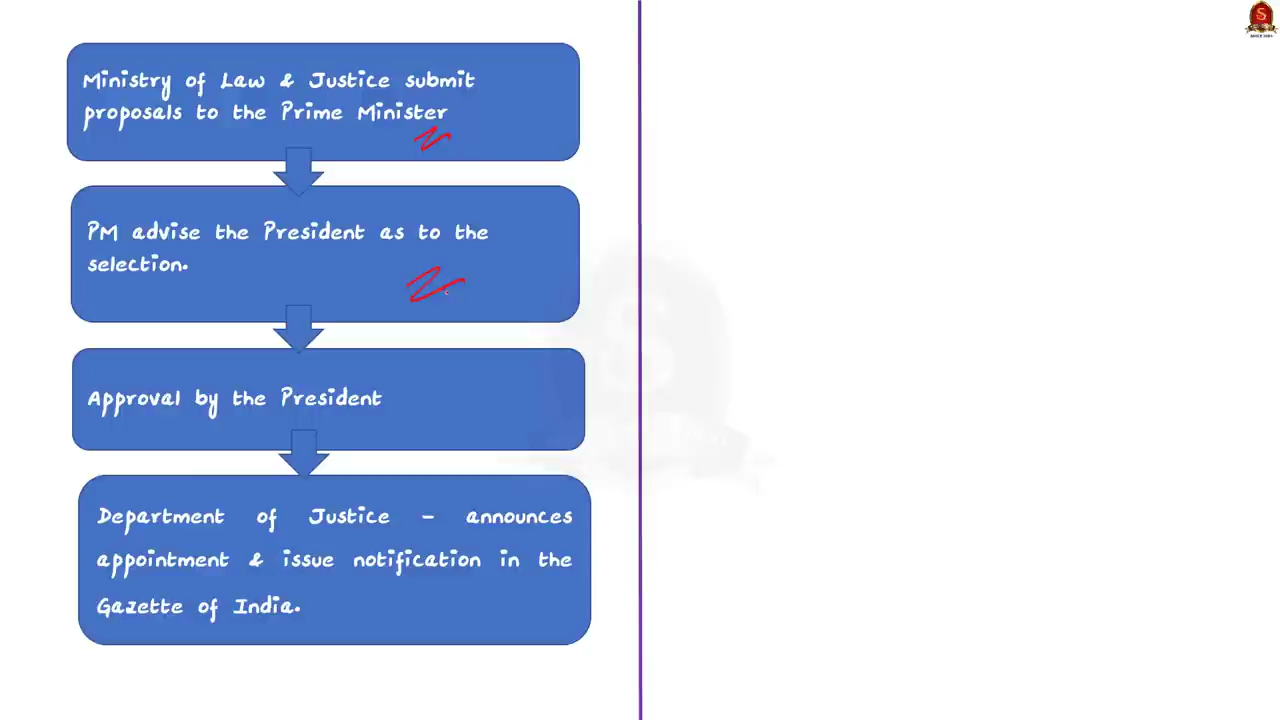 Ministry of Law & Justice submit
proposals to the Prime Minister
PM advise the President as to the
selection.
Approval by the President
Department of Justice – announces
appointment & issue notification in the
Gazette of India.